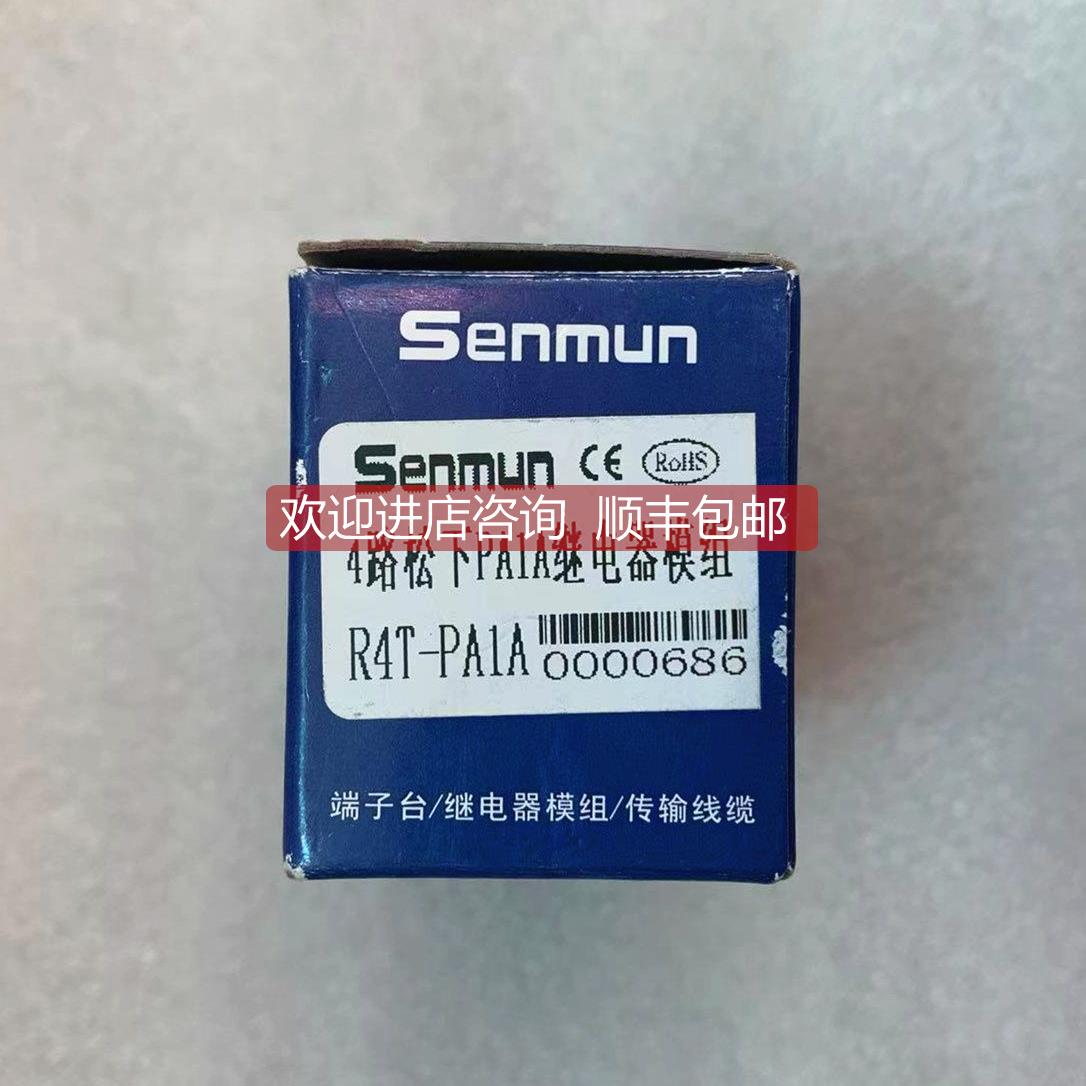 Senmun
Senmun CE RoHS
欢迎进店咨询 顺丰包邮
4路松下PA1A继电器模组
R4T-PA1A
0000686
端子台/继电器模组/传输线缆